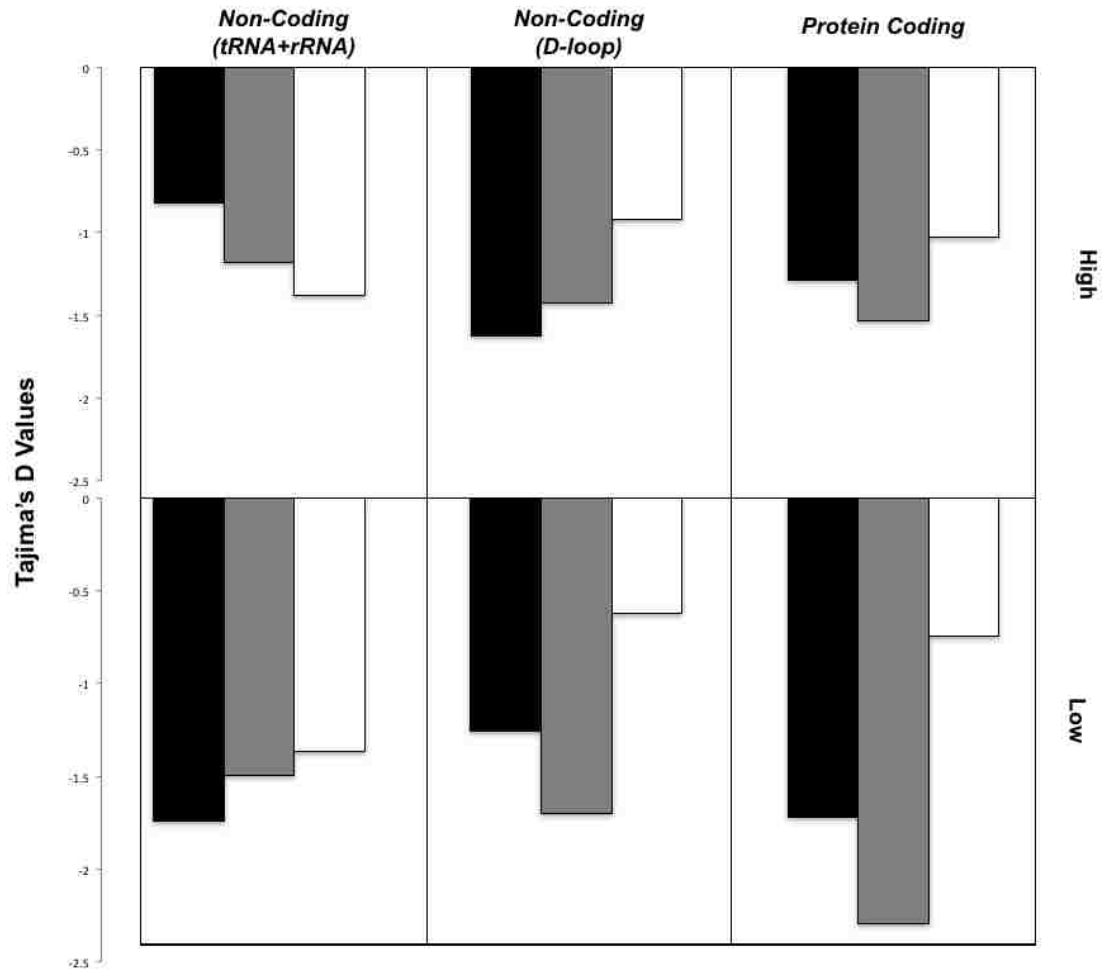 Non-Coding
(tRNA+rRNA)
Non-Coding
(D-loop)
Protein Coding
0
-0.5
-1
-1.5
-2
-2.5
High
Tajima's D Values
0
-0.5
-1
-1.5
-2
-2.5
Low